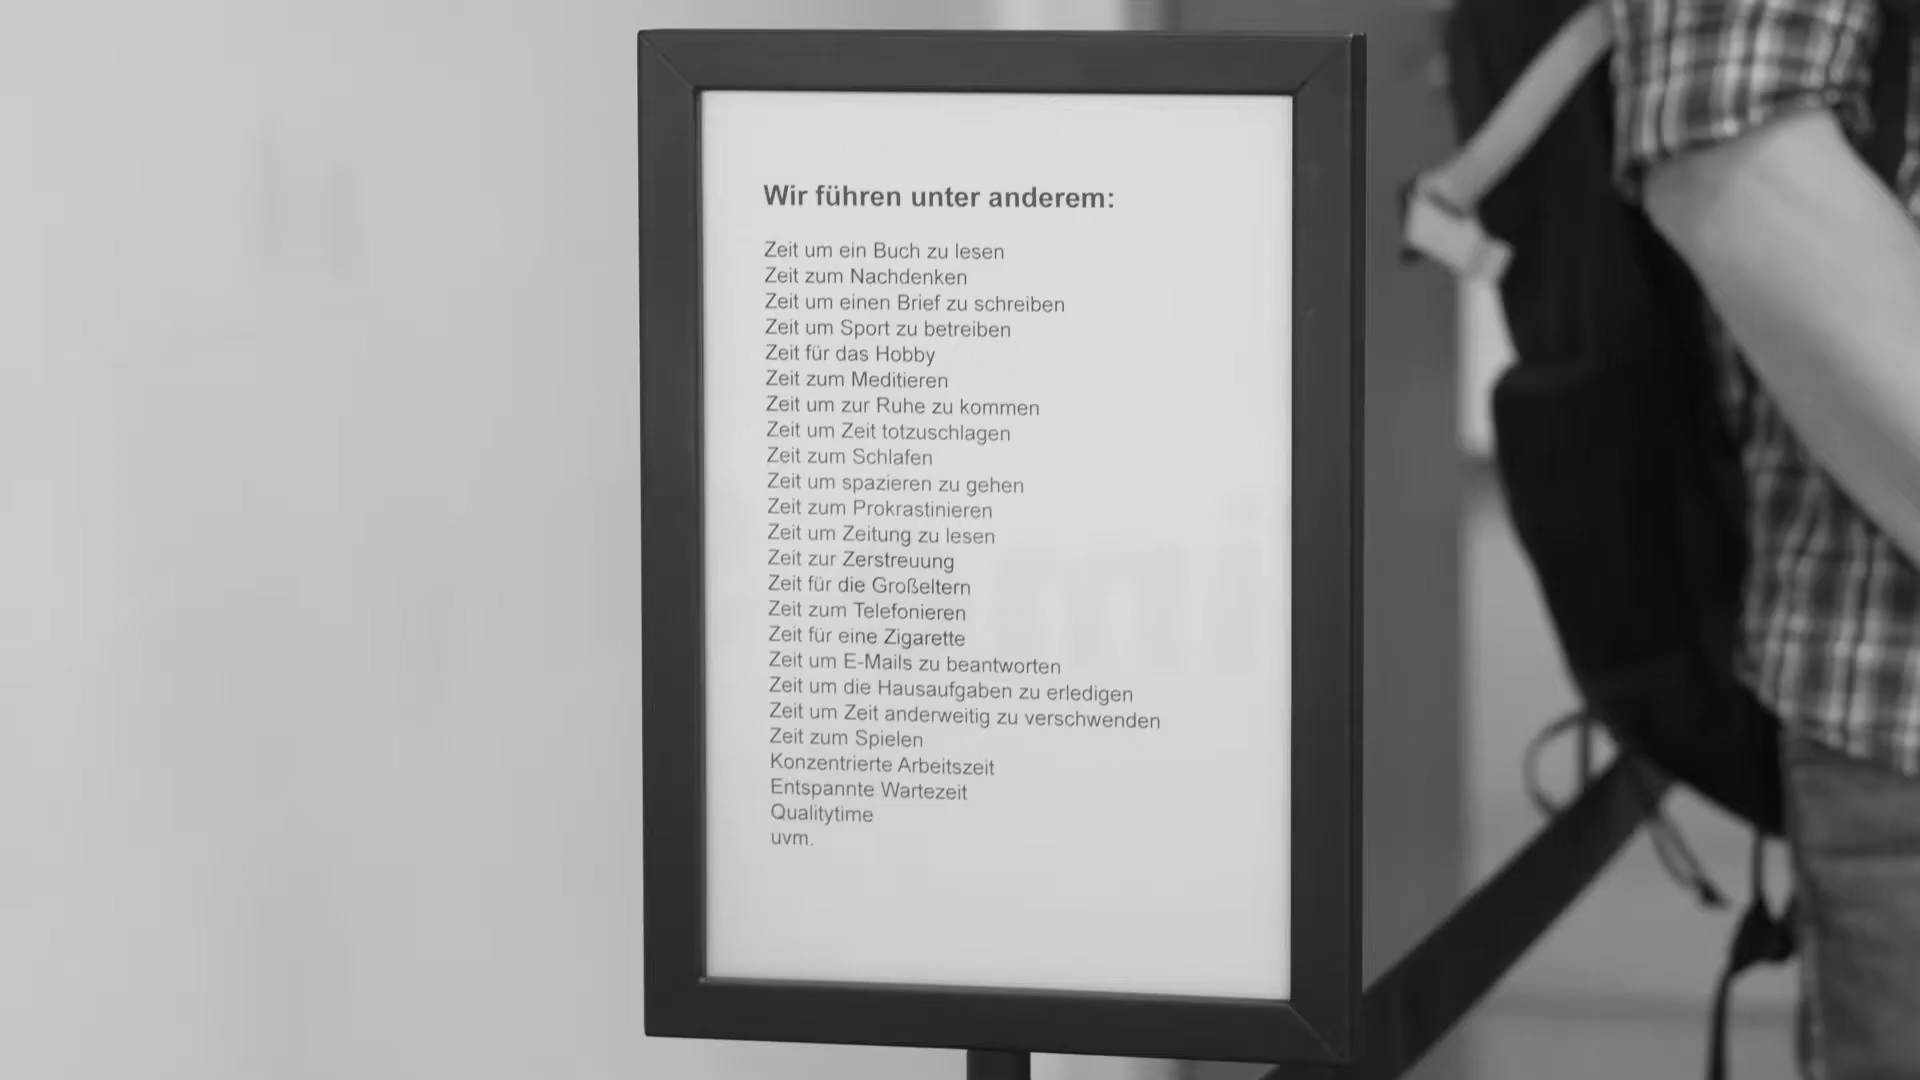 Wir führen unter anderem:
Zeit um ein Buch zu lesen
Zeit zum Nachdenken
Zeit um einen Brief zu schreiben
Zeit um Sport zu betreiben
Zeit für das Hobby
Zeit zum Meditieren
Zeit um zur Ruhe zu kommen
Zeit um Zeit totzuschlagen
Zeit zum Schlafen
Zeit um spazieren zu gehen
Zeit zum Prokrastinieren
Zeit um Zeitung zu lesen
Zeit zur Zerstreuung
Zeit für die Großeltern
Zeit zum Telefonieren
Zeit für eine Zigarette
Zeit um E-Mails zu beantworten
Zeit um die Hausaufgaben zu erledigen
Zeit um Zeit anderweitig zu verschwenden
Zeit zum Spielen
Konzentrierte Arbeitszeit
Entspannte Wartezeit
Qualitytime
uvm.